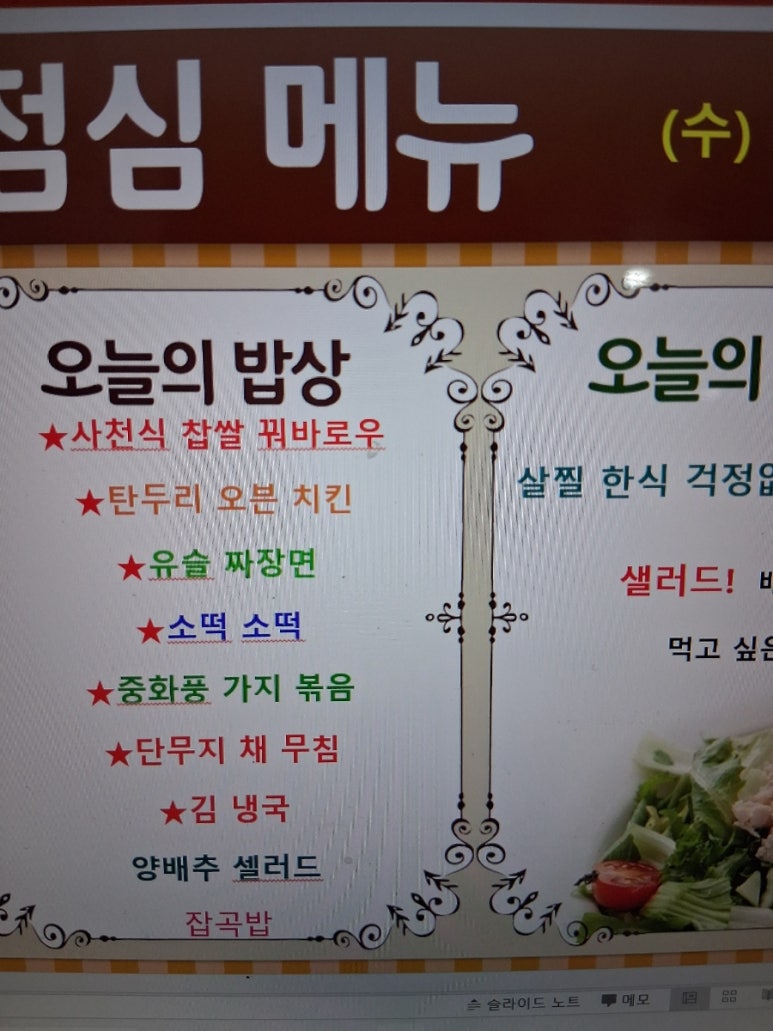 점심 메뉴 (수)
오늘의 밥상
★사천식 찹쌀 꿔바로우
★탄두리 오븐 치킨
★유슬 짜장면
★소떡 소떡
★중화풍 가지 볶음
★단무지 채 무침
★김 냉국
양배추 셀러드
잡곡밥
오늘의
살찔 한식 걱정없
샐러드!
먹고 싶은
슬라이드 노트 메모